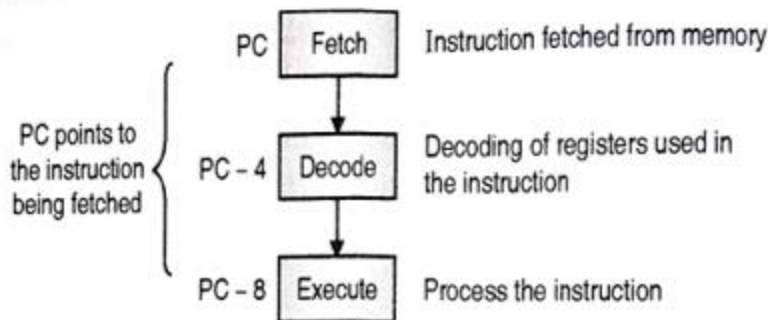 PC Fetch Instruction fetched from memory
PC points to
the instruction
being fetched
PC – 4 Decode Decoding of registers used in
the instruction
PC – 8 Execute Process the instruction